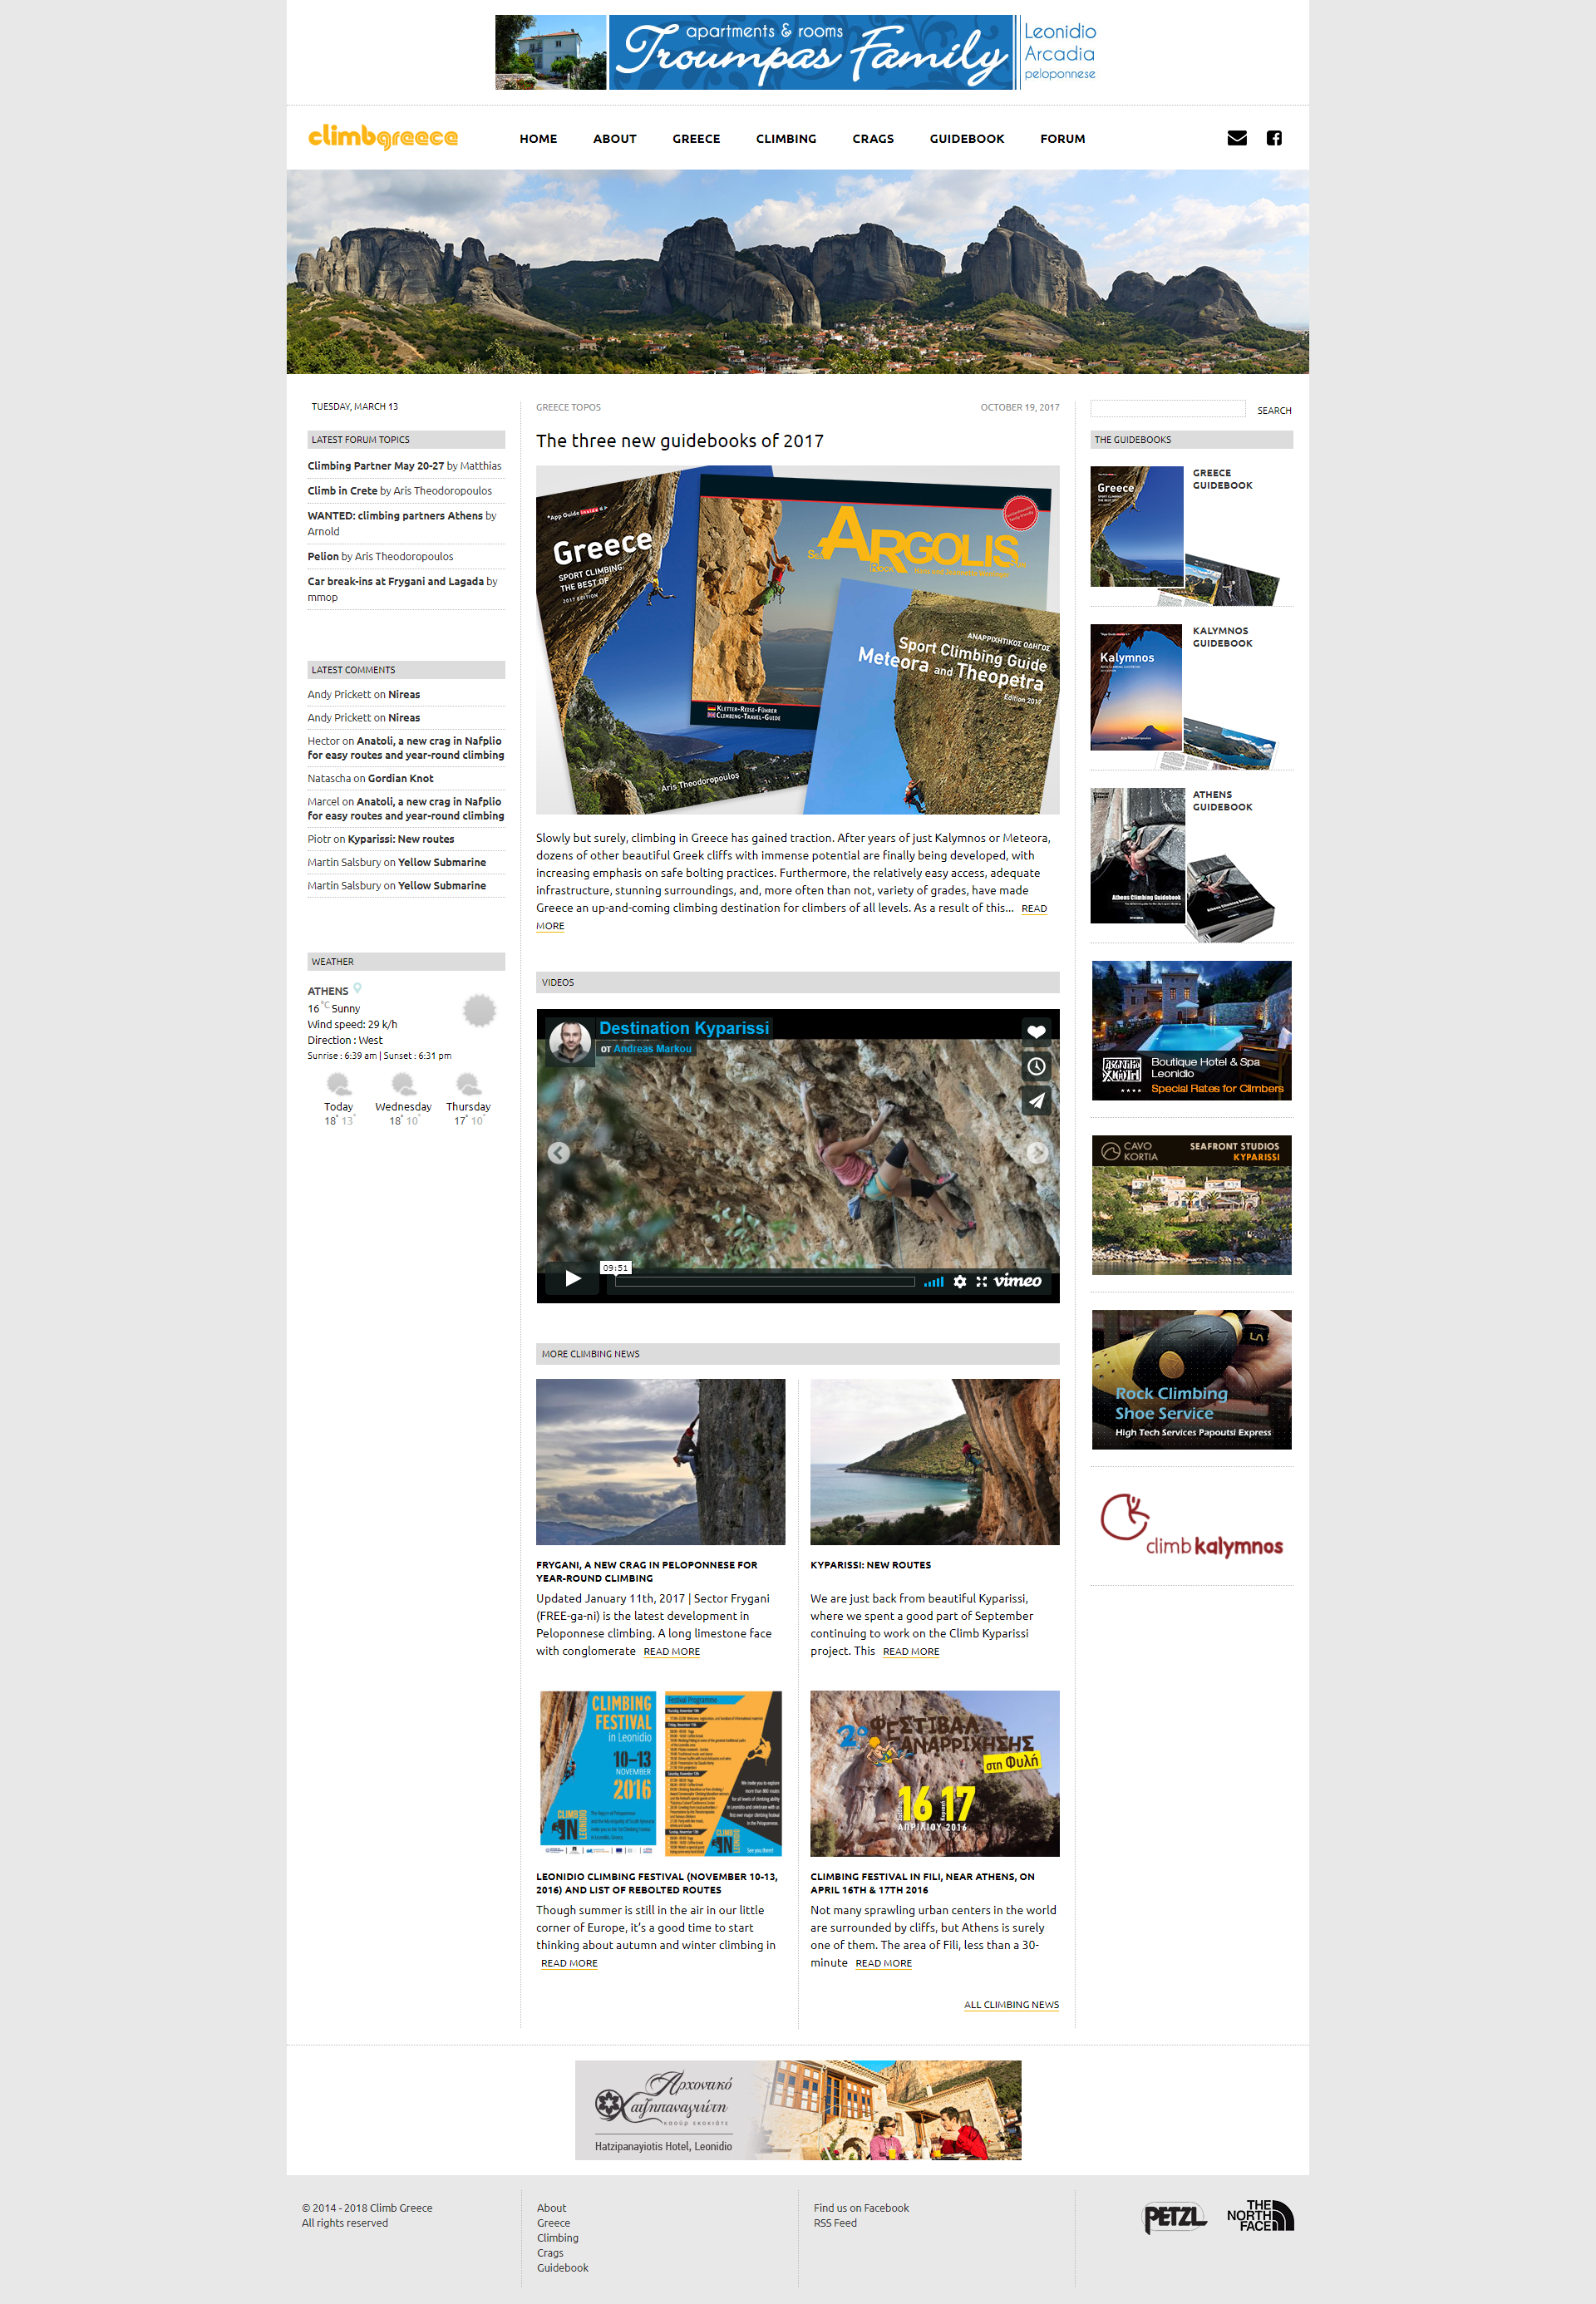 apartments & rooms
Troumpas Family
Leonidio
Arcadia
peloponnese
climbgreece
HOME
ABOUT
GREECE
CLIMBING
CRAGS
GUIDEBOOK
FORUM
TUESDAY, MARCH 13
LATEST FORUM TOPICS
Climbing Partner May 20-27 by Matthias
Climb in Crete by Aris Theodoropoulos
WANTED: climbing partners Athens by
Arnold
Pelion by Aris Theodoropoulos
Car break-ins at Frygani and Lagada by
mmop
LATEST COMMENTS
Andy Prickett on Nireas
Andy Prickett on Nireas
Hector on Anatoli, a new crag in Nafplio
for easy routes and year-round climbing
Natascha on Gordian Knot
Marcel on Anatoli, a new crag in Nafplio
for easy routes and year-round climbing
Piotr on Kyparissi: New routes
Martin Salsbury on Yellow Submarine
Martin Salsbury on Yellow Submarine
WEATHER
ATHENS
16 °C Sunny
Wind speed: 29 k/h
Direction : West
Sunrise : 6:39 am | Sunset : 6:31 pm
Today
18° 13°
Wednesday
18° 10°
Thursday
17° 10°
GREECE TOPOS
OCTOBER 19, 2017
The three new guidebooks of 2017
Greece
SPORT CLIMBING:
THE BEST OF
2017 EDITION
Aris Theodoropoulos
ARGOLIS
KLETTER-REISE-FÜHRER
CLIMBING-TRAVEL-GUIDE
ΑΝΑΡΡΙΧΗΤΙΚΟΣ ΟΔΗΓΟΣ
Sport Climbing Guide
Meteora and Theopetra
Edition 2017
Slowly but surely, climbing in Greece has gained traction. After years of just Kalymnos or Meteora,
dozens of other beautiful Greek cliffs with immense potential are finally being developed, with
increasing emphasis on safe bolting practices. Furthermore, the relatively easy access, adequate
infrastructure, stunning surroundings, and, more often than not, variety of grades, have made
Greece an up-and-coming climbing destination for climbers of all levels. As a result of this... READ
MORE
VIDEOS
Destination Kyparissi
от Andreas Markou
09:51
vimeo
MORE CLIMBING NEWS
FRYGANI, A NEW CRAG IN PELOPONNESE FOR
YEAR-ROUND CLIMBING
Updated January 11th, 2017 | Sector Frygani
(FREE-ga-ni) is the latest development in
Peloponnese climbing. A long limestone face
with conglomerate READ MORE
KYPARISSI: NEW ROUTES
We are just back from beautiful Kyparissi,
where we spent a good part of September
continuing to work on the Climb Kyparissi
project. This READ MORE
CLIMBING
FESTIVAL
in Leonidio
10-13
NOVEMBER
2016
CLIMB
IN
LEONIDIO
Festival Programme
See you there!
LEONIDIO CLIMBING FESTIVAL (NOVEMBER 10-13,
2016) AND LIST OF REBOLTED ROUTES
Though summer is still in the air in our little
corner of Europe, it's a good time to start
thinking about autumn and winter climbing in
READ MORE
2ο ΦΕΣΤΙΒΑΛ
ΑΝΑΡΡΙΧΗΣΗΣ
στη Φυλή
16 17
ΑΠΡΙΛΙΟΥ 2016
CLIMBING FESTIVAL IN FILI, NEAR ATHENS, ON
APRIL 16TH & 17TH 2016
Not many sprawling urban centers in the world
are surrounded by cliffs, but Athens is surely
one of them. The area of Fili, less than a 30-
minute READ MORE
ALL CLIMBING NEWS
SEARCH
THE GUIDEBOOKS
Greece
GREECE
GUIDEBOOK
Kalymnos
KALYMNOS
GUIDEBOOK
Athens Climbing Guidebook
ATHENS
GUIDEBOOK
Boutique Hotel & Spa
Leonidio
Special Rates for Climbers
CAVO
KORTIA
SEAFRONT STUDIOS
KYPARISSI
Rock Climbing
Shoe Service
High Tech Services Papoutsi Express
climb kalymnos
Αρχοντικό
Χατζηπαναγιώτη
Hatzipanayiotis Hotel, Leonidio
© 2014 - 2018 Climb Greece
All rights reserved
About
Greece
Climbing
Crags
Guidebook
Find us on Facebook
RSS Feed
PETZL
THE
NORTH
FACE